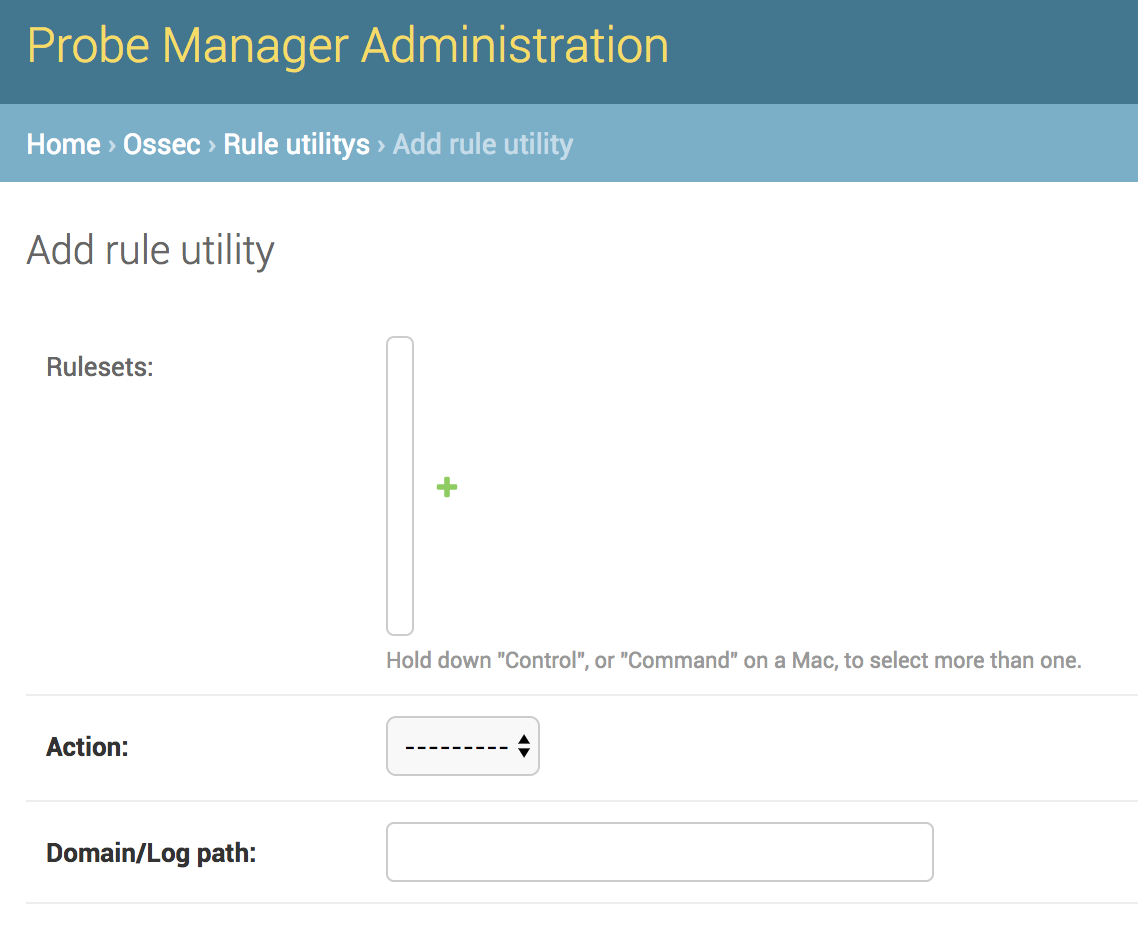 Probe Manager Administration
Home › Ossec › Rule utilitys › Add rule utility
Add rule utility
Rulesets:
Hold down "Control", or "Command" on a Mac, to select more than one.
Action:
---------
Domain/Log path: